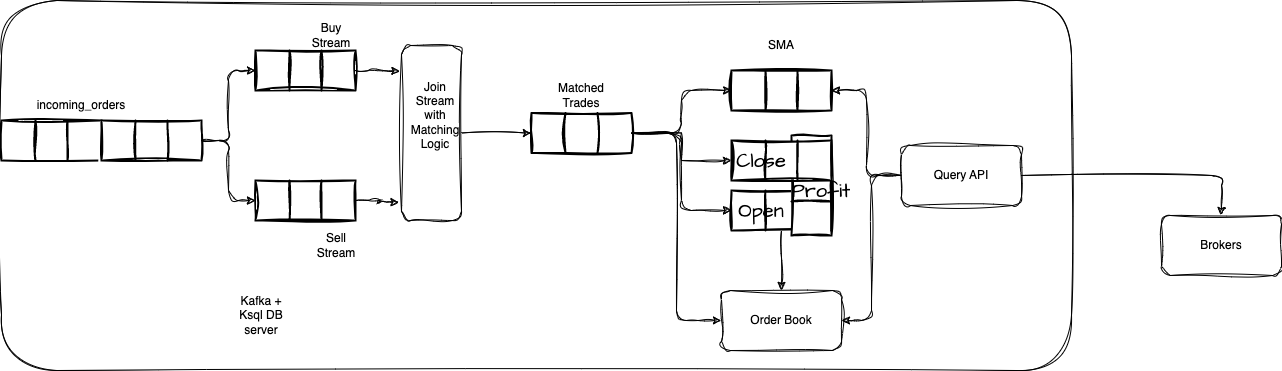 Buy
Stream
SMA
incoming_orders
Join
Stream
with
Matching
Logic
Matched
Trades
Close
Profit
Open
Query API
Sell
Stream
Brokers
Kafka +
Ksql DB
server
Order Book